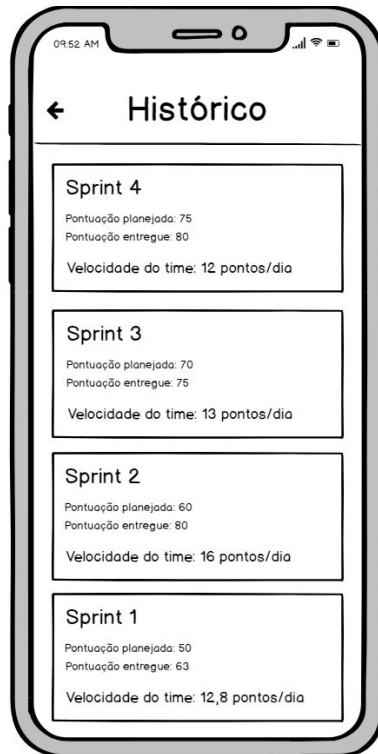 09:52 AM
Histórico
Sprint 4
Pontuação planejada: 75
Pontuação entregue: 80
Velocidade do time: 12 pontos/dia
Sprint 3
Pontuação planejada: 70
Pontuação entregue: 75
Velocidade do time: 13 pontos/dia
Sprint 2
Pontuação planejada: 60
Pontuação entregue: 80
Velocidade do time: 16 pontos/dia
Sprint 1
Pontuação planejada: 50
Pontuação entregue: 63
Velocidade do time: 12,8 pontos/dia